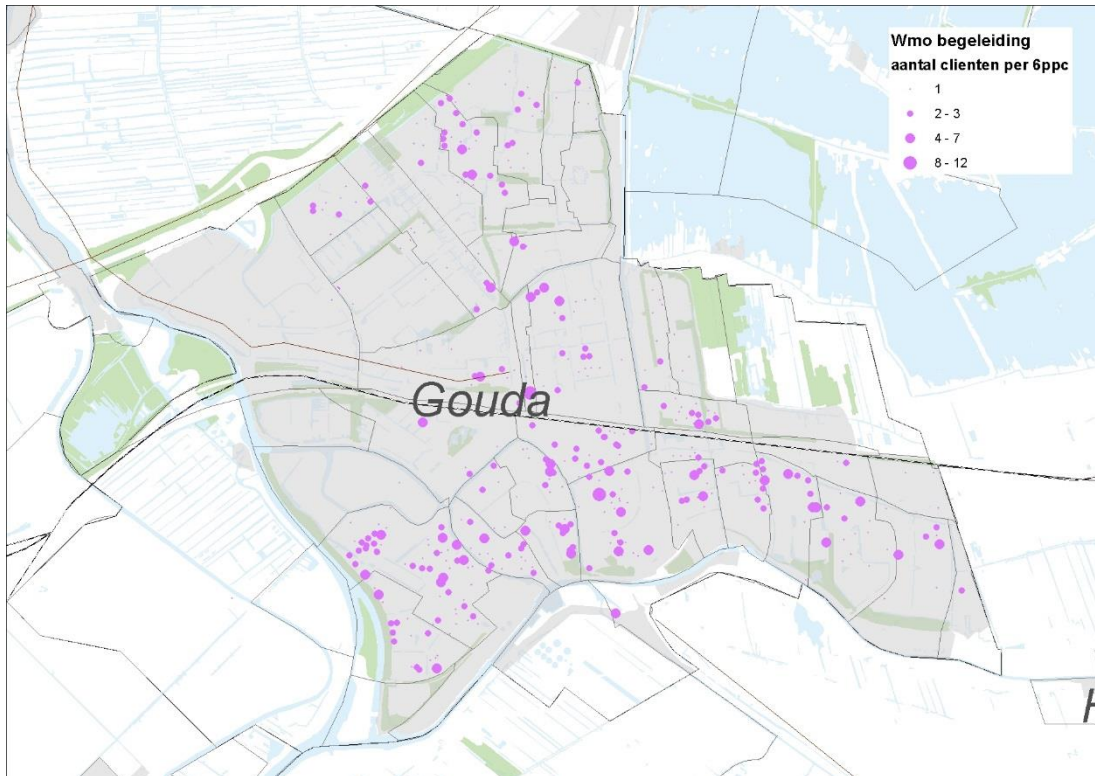 Wmo begeleiding
aantal clienten per 6ppc
1
2 - 3
4 - 7
8 - 12
Gouda
H